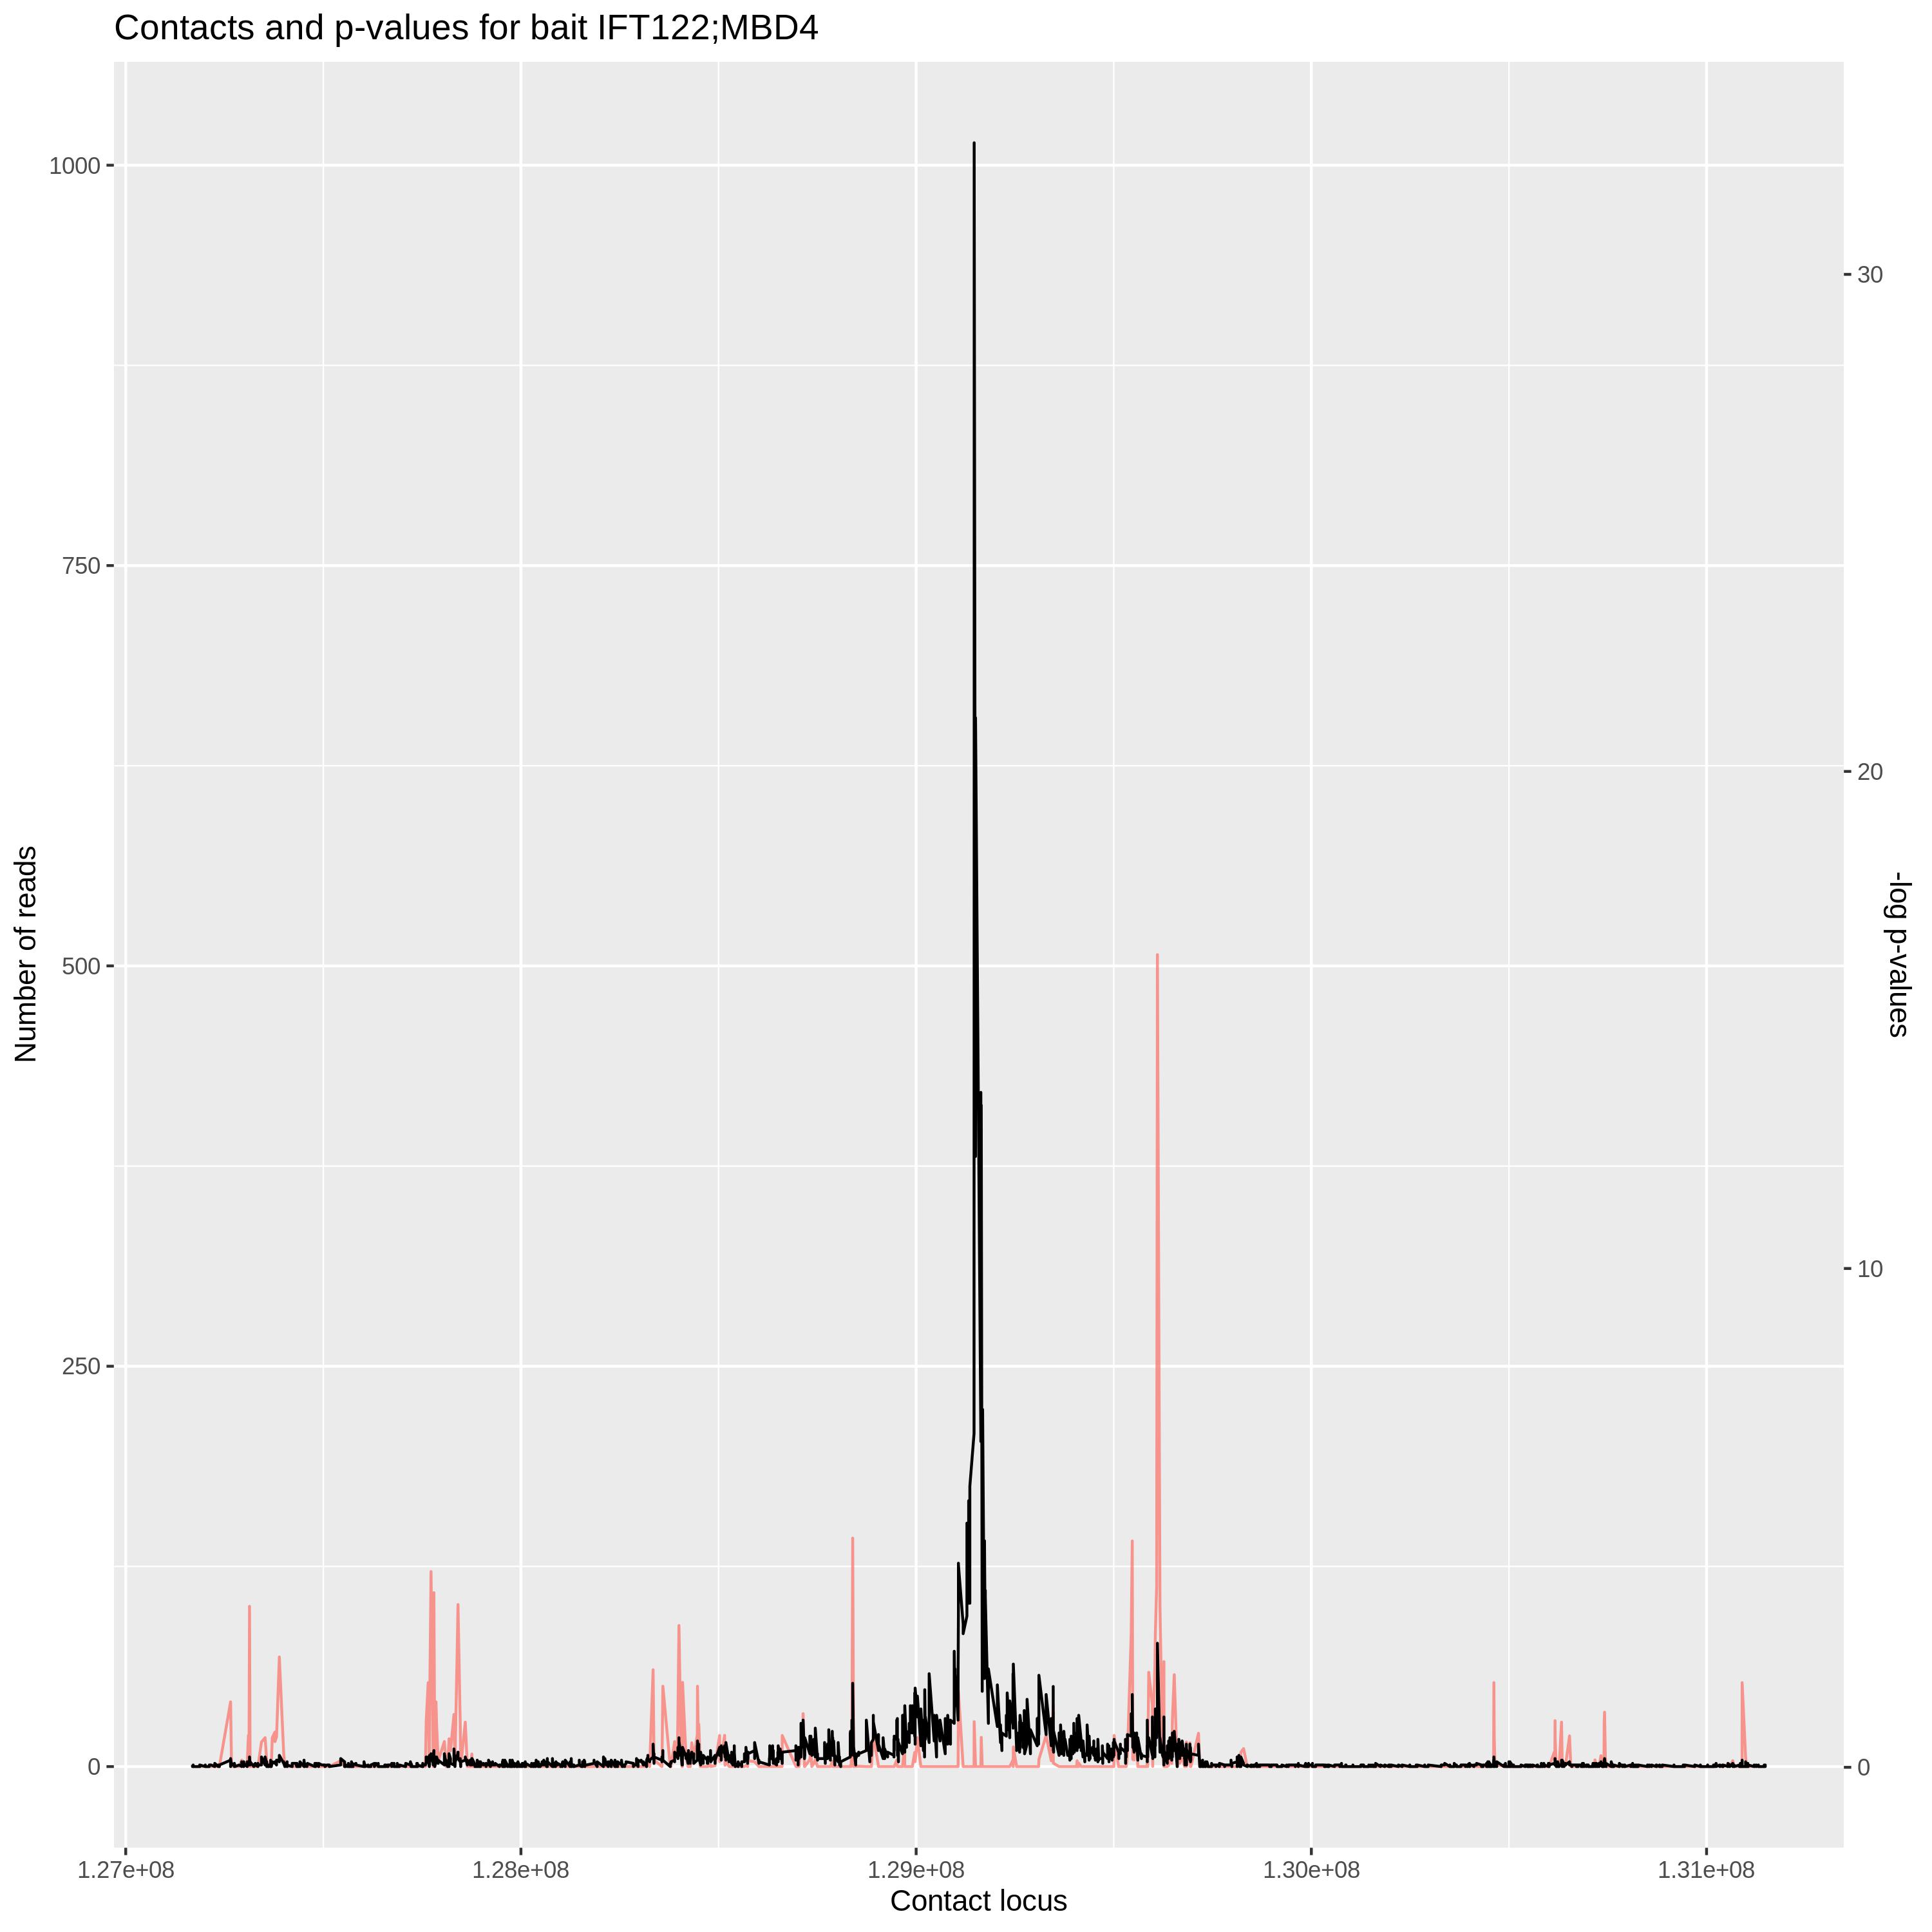 Contacts and p-values for bait IFT122;MBD4
1000
750
500
250
0
Number of reads
30
20
10
0
-log p-values
1.27e+08 1.28e+08 1.29e+08 1.30e+08 1.31e+08
Contact locus